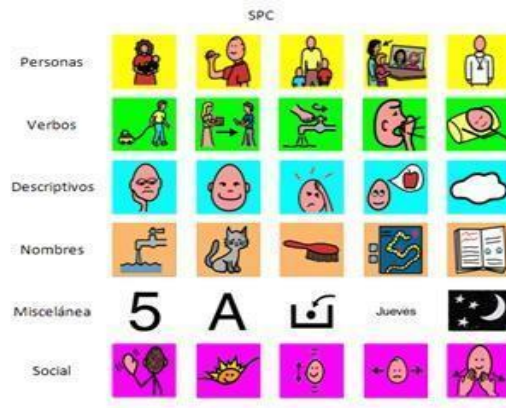 SPC
Personas
Verbos
Descriptivos
Nombres
Miscelánea 5 A Jueves
Social